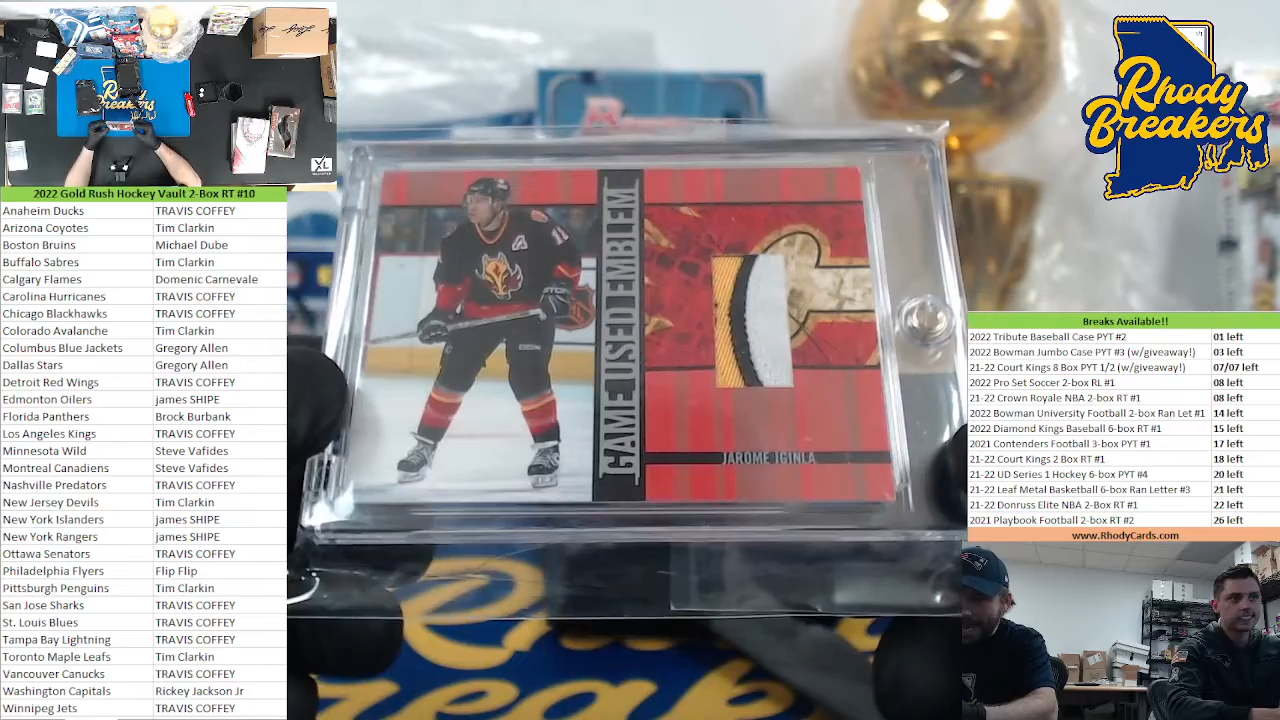 2022 Gold Rush Hockey Vault 2-Box RT #10
Anaheim Ducks TRAVIS COFFEY
Arizona Coyotes Tim Clarkin
Boston Bruins Michael Dube
Buffalo Sabres Tim Clarkin
Calgary Flames Domenic Carnevale
Carolina Hurricanes TRAVIS COFFEY
Chicago Blackhawks TRAVIS COFFEY
Colorado Avalanche Tim Clarkin
Columbus Blue Jackets Gregory Allen
Dallas Stars Gregory Allen
Detroit Red Wings TRAVIS COFFEY
Edmonton Oilers james SHIPE
Florida Panthers Brock Burbank
Los Angeles Kings TRAVIS COFFEY
Minnesota Wild Steve Vafides
Montreal Canadiens Steve Vafides
Nashville Predators TRAVIS COFFEY
New Jersey Devils Tim Clarkin
New York Islanders james SHIPE
New York Rangers james SHIPE
Ottawa Senators TRAVIS COFFEY
Philadelphia Flyers Flip Flip
Pittsburgh Penguins Tim Clarkin
San Jose Sharks TRAVIS COFFEY
St. Louis Blues TRAVIS COFFEY
Tampa Bay Lightning TRAVIS COFFEY
Toronto Maple Leafs Tim Clarkin
Vancouver Canucks TRAVIS COFFEY
Washington Capitals Rickey Jackson Jr
Winnipeg Jets TRAVIS COFFEY
GAME USED EMBLEM
JAROME IGINLA
Rhody
Breakers
Rhody
Breakers
Breaks Available!!
2022 Tribute Baseball Case PYT #2 01 left
2022 Bowman Jumbo Case PYT #3 (w/giveaway!) 03 left
21-22 Court Kings 8 Box PYT 1/2 (w/giveaway!) 07/07 left
2022 Pro Set Soccer 2-box RL #1 08 left
21-22 Crown Royale NBA 2-box RT #1 08 left
2022 Bowman University Football 2-box Ran Let #1 14 left
2022 Diamond Kings Baseball 6-box RT #1 15 left
2021 Contenders Football 3-box PYT #1 17 left
21-22 Court Kings 2 Box RT #1 18 left
21-22 UD Series 1 Hockey 6-box PYT #4 20 left
21-22 Leaf Metal Basketball 6-box Ran Letter #3 21 left
21-22 Donruss Elite NBA 2-Box RT #1 22 left
2021 Playbook Football 2-box RT #2 26 left
www.RhodyCards.com